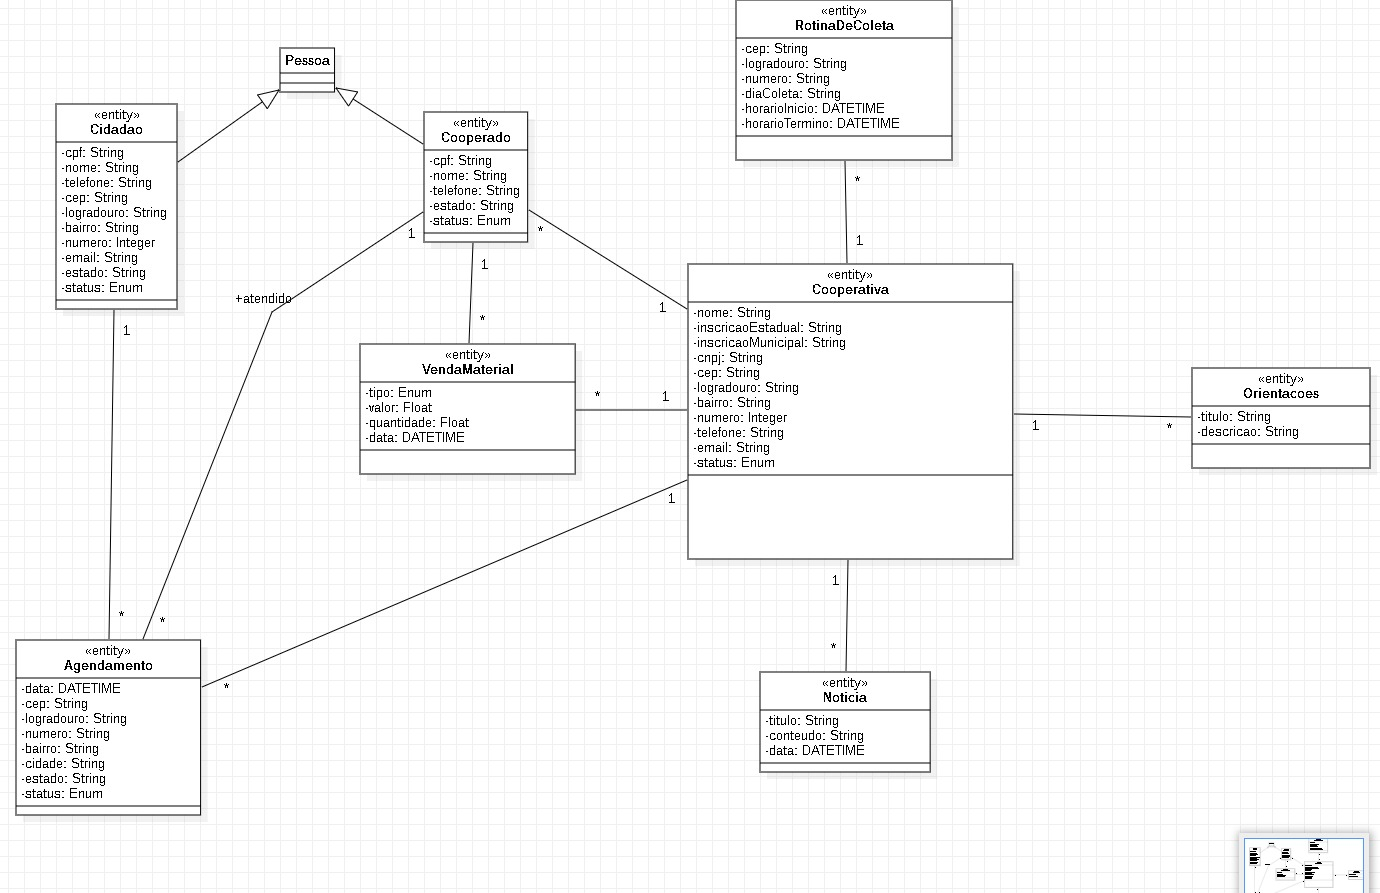 «entity»
RotinaDeColeta
-cep: String
-logradouro: String
-numero: String
-diaColeta: String
-horarioInicio: DATETIME
-horarioTermino: DATETIME
Pessoa
«entity»
Cidadao
-cpf: String
-nome: String
-telefone: String
-cep: String
-logradouro: String
-bairro: String
-numero: Integer
-email: String
-estado: String
-status: Enum
«entity»
Cooperado
-cpf: String
-nome: String
-telefone: String
-estado: String
-status: Enum
*
1
1
*
1
+atendido
1
*
1
1
*
«entity»
VendaMaterial
-tipo: Enum
-valor: Float
-quantidade: Float
-data: DATETIME
*
1
«entity»
Cooperativa
-nome: String
-inscricaoEstadual: String
-inscricaoMunicipal: String
-cnpj: String
-cep: String
-logradouro: String
-bairro: String
-numero: Integer
-telefone: String
-email: String
-status: Enum
1
*
«entity»
Orientacoes
-titulo: String
-descricao: String
1
1
*
*
*
*
«entity»
Agendamento
-data: DATETIME
-cep: String
-logradouro: String
-numero: String
-bairro: String
-cidade: String
-estado: String
-status: Enum
«entity»
Noticia
-titulo: String
-conteudo: String
-data: DATETIME